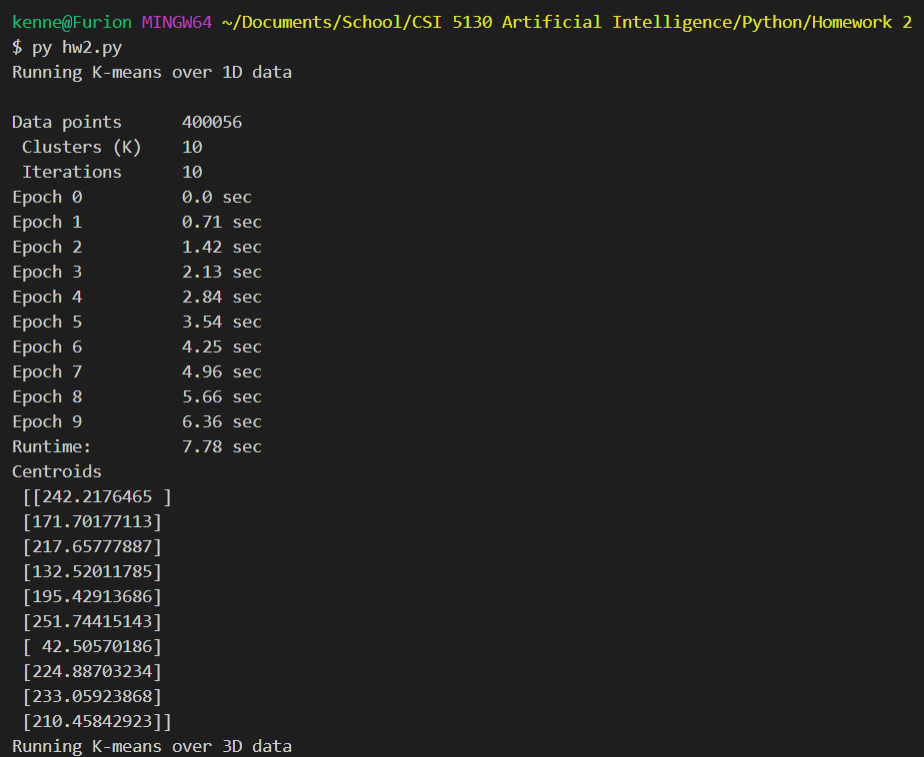 kenne@Furion MINGW64 ~/Documents/School/CSI 5130 Artificial Intelligence/Python/Homework 2
$ py hw2.py
Running K-means over 1D data
Data points 400056
Clusters (K) 10
Iterations 10
Epoch 0 0.0 sec
Epoch 1 0.71 sec
Epoch 2 1.42 sec
Epoch 3 2.13 sec
Epoch 4 2.84 sec
Epoch 5 3.54 sec
Epoch 6 4.25 sec
Epoch 7 4.96 sec
Epoch 8 5.66 sec
Epoch 9 6.36 sec
Runtime: 7.78 sec
Centroids
[[242.2176465 ]
[171.70177113]
[217.65777887]
[132.52011785]
[195.42913686]
[251.74415143]
[ 42.50570186]
[224.88703234]
[233.05923868]
[210.45842923]]
Running K-means over 3D data